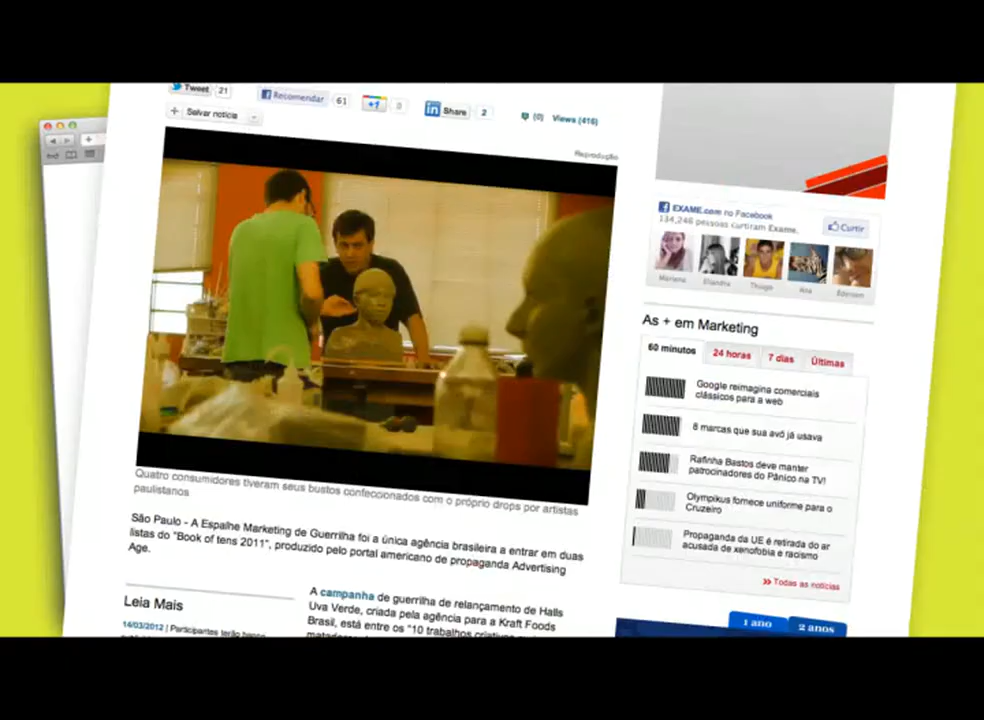 Tweet 21 Recomendar 61 +1 0 Share 2 (0) Views (416)
Salvar notícia
Reprodução
Quatro consumidores tiveram seus bustos confeccionados com o próprio drops por artistas
paulistanos
São Paulo - A Espalhe Marketing de Guerrilha foi a única agência brasileira a entrar em duas
listas do "Book of tens 2011", produzido pelo portal americano de propaganda Advertising
Age.
Leia Mais
14/03/2012 | Participantes terão
A campanha de guerrilha de relançamento de Halls
Uva Verde, criada pela agência para a Kraft Foods
Brasil, está entre os "10 trabalhos
EXAME.com no Facebook
134,246 pessoas curtiram Exame.
Curtir
Mariana Thiago Ana Ederson
As + em Marketing
60 minutos 24 horas 7 dias Últimas
Google reimagina comerciais
clássicos para a web
8 marcas que sua avó já usava
Rafinha Bastos deve manter
patrocinadores do Pânico na TV!
Olympikus fornece uniforme para o
Cruzeiro
Propaganda da UE é retirada do ar
acusada de xenofobia e racismo
Todas as notícias
1 ano 2 anos